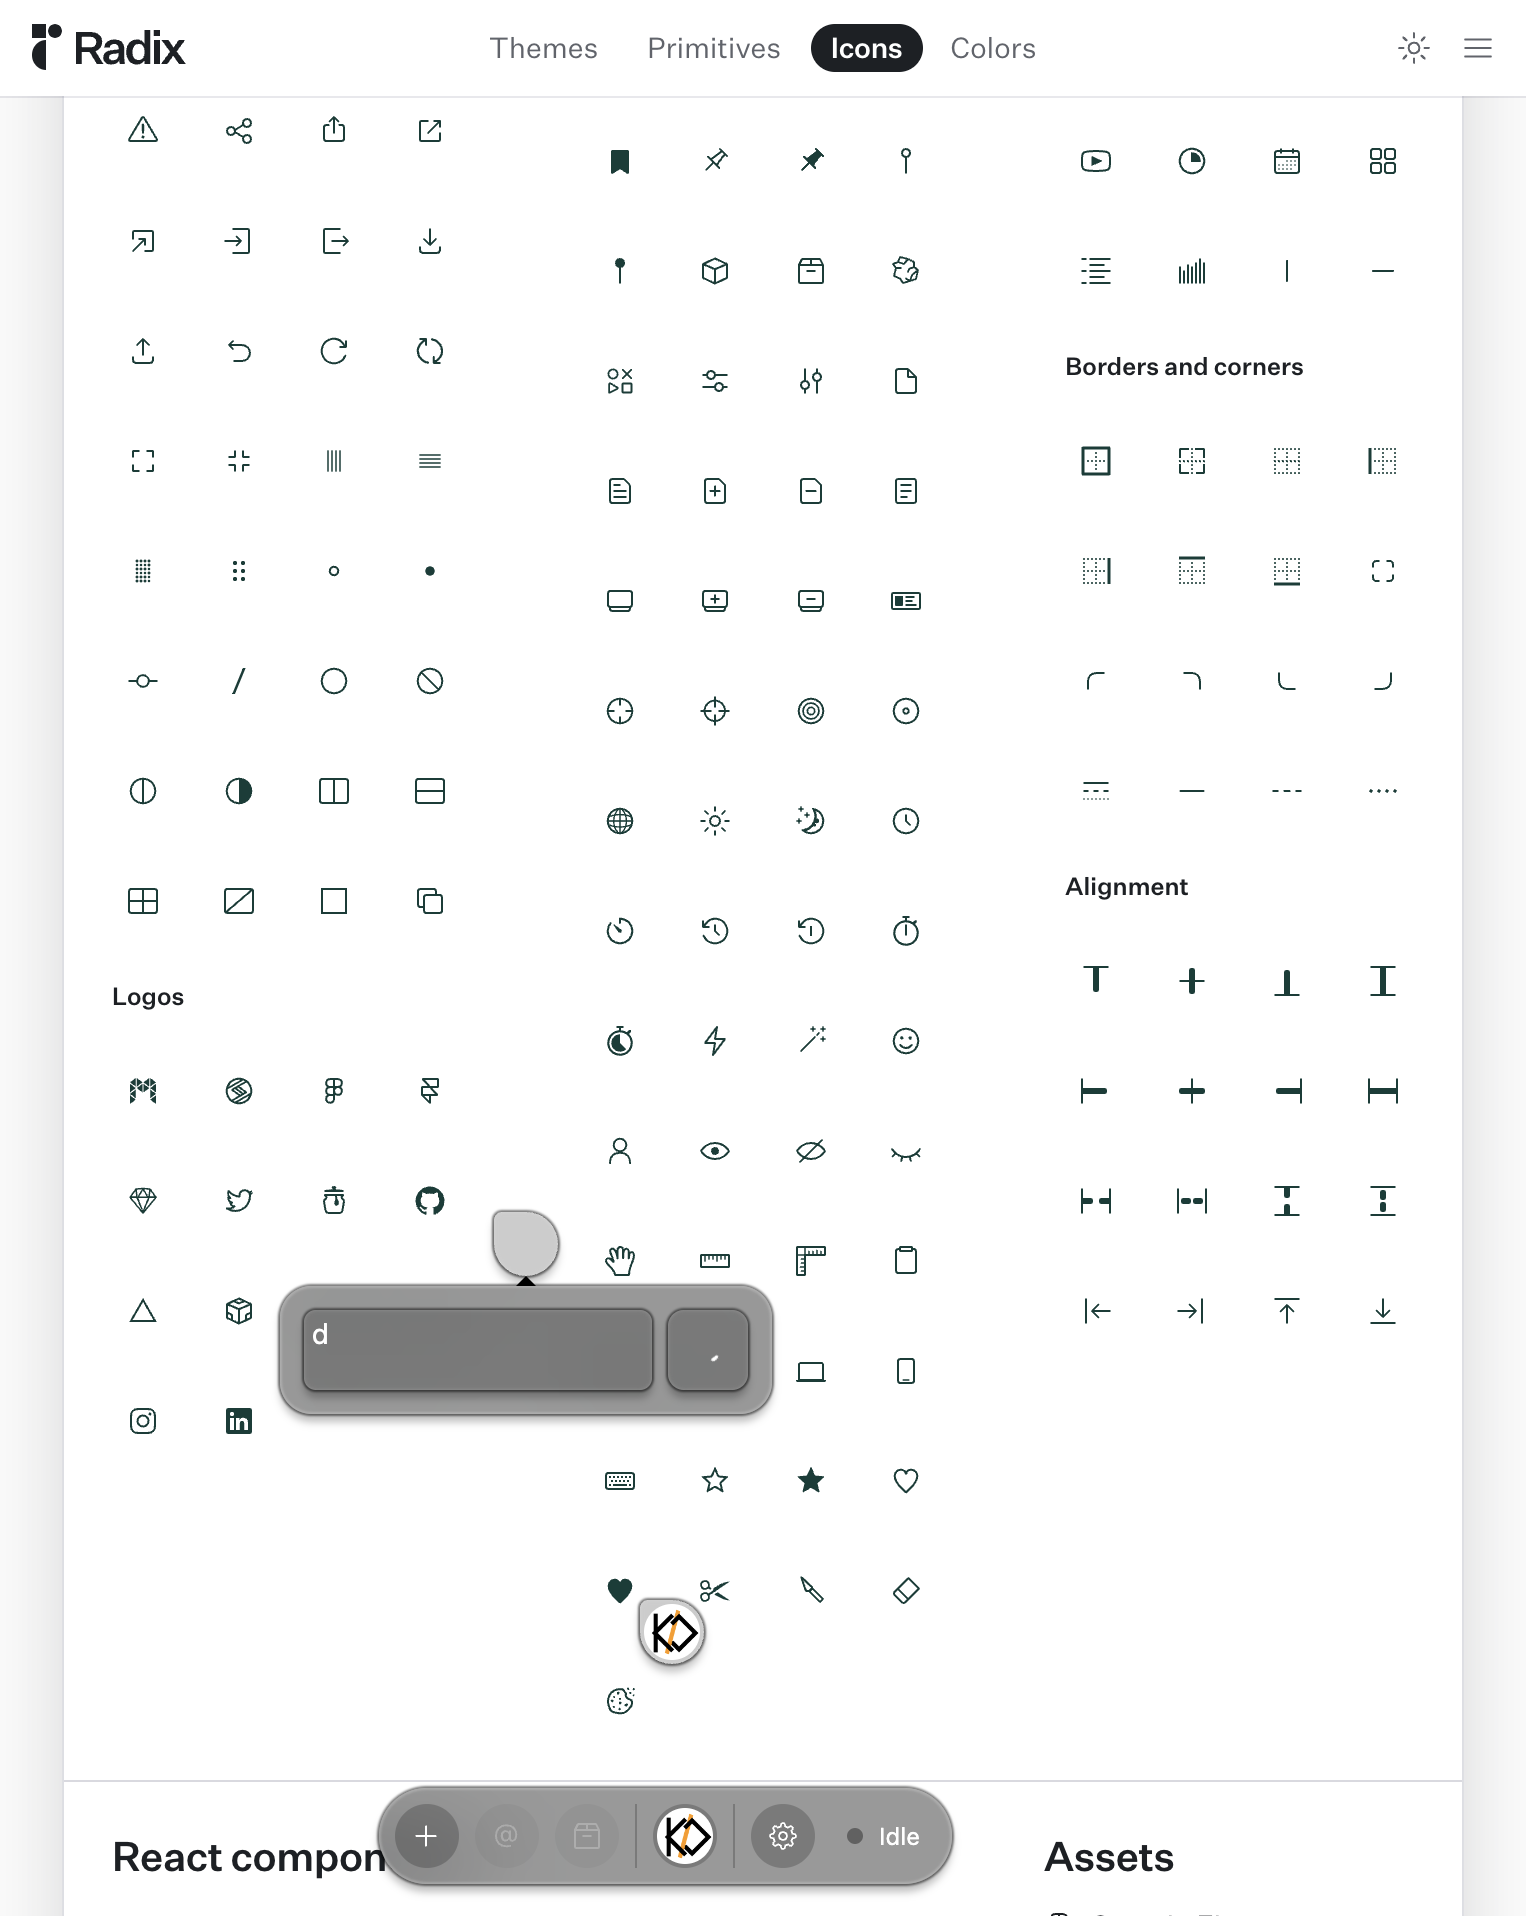 Radix
Themes
Primitives
Icons
Colors
Borders and corners
Alignment
Logos
d
@
Idle
React compon
Assets